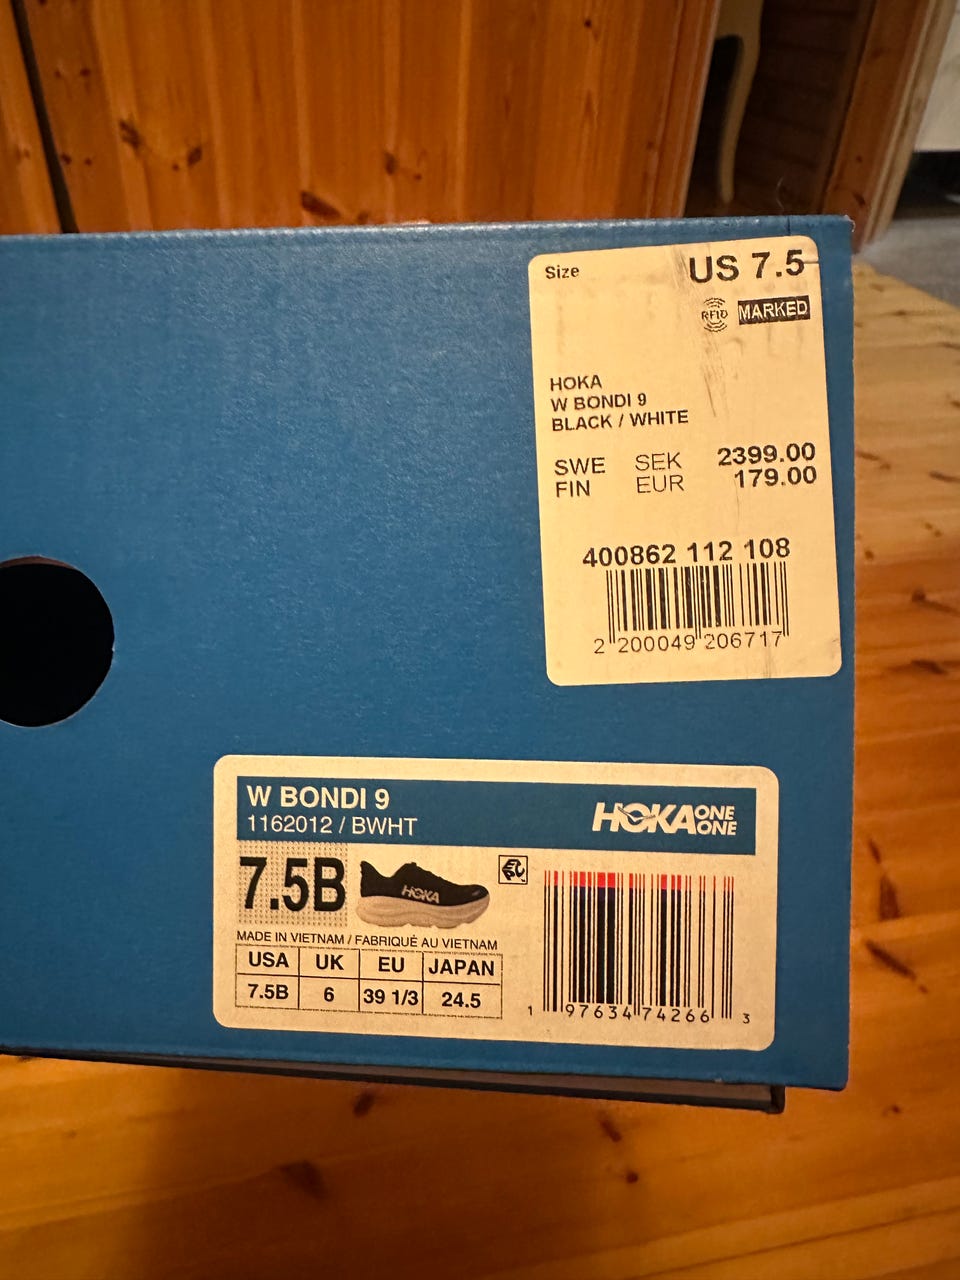 Size US 7.5
RFID MARKED
HOKA
W BONDI 9
BLACK / WHITE
SWE SEK 2399.00
FIN EUR 179.00
400862 112 108
2 200049 206717
W BONDI 9
1162012 / BWHT
HOKA ONE ONE
7.5B
HOKA
MADE IN VIETNAM / FABRIQUÉ AU VIETNAM
USA UK EU JAPAN
7.5B 6 39 1/3 24.5
1 97634 74266 3